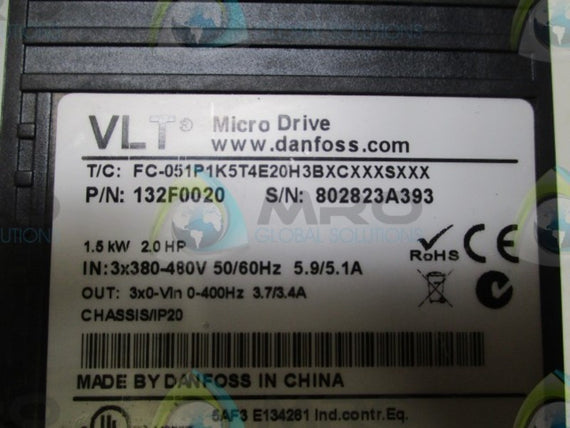 VLT® Micro Drive
www.danfoss.com
T/C: FC-051P1K5T4E20H3BXCXXXSXXX
P/N: 132F0020 S/N: 802823A393
1.5 kW 2.0 HP
IN:3x380-480V 50/60Hz 5.9/5.1A
OUT: 3x0-Vin 0-400Hz 3.7/3.4A
CHASSIS/IP20
RoHS CE
MADE BY DANFOSS IN CHINA
UL 5AF3 E134261 Ind.contr.Eq.
MRO
GLOBAL SOLUTIONS